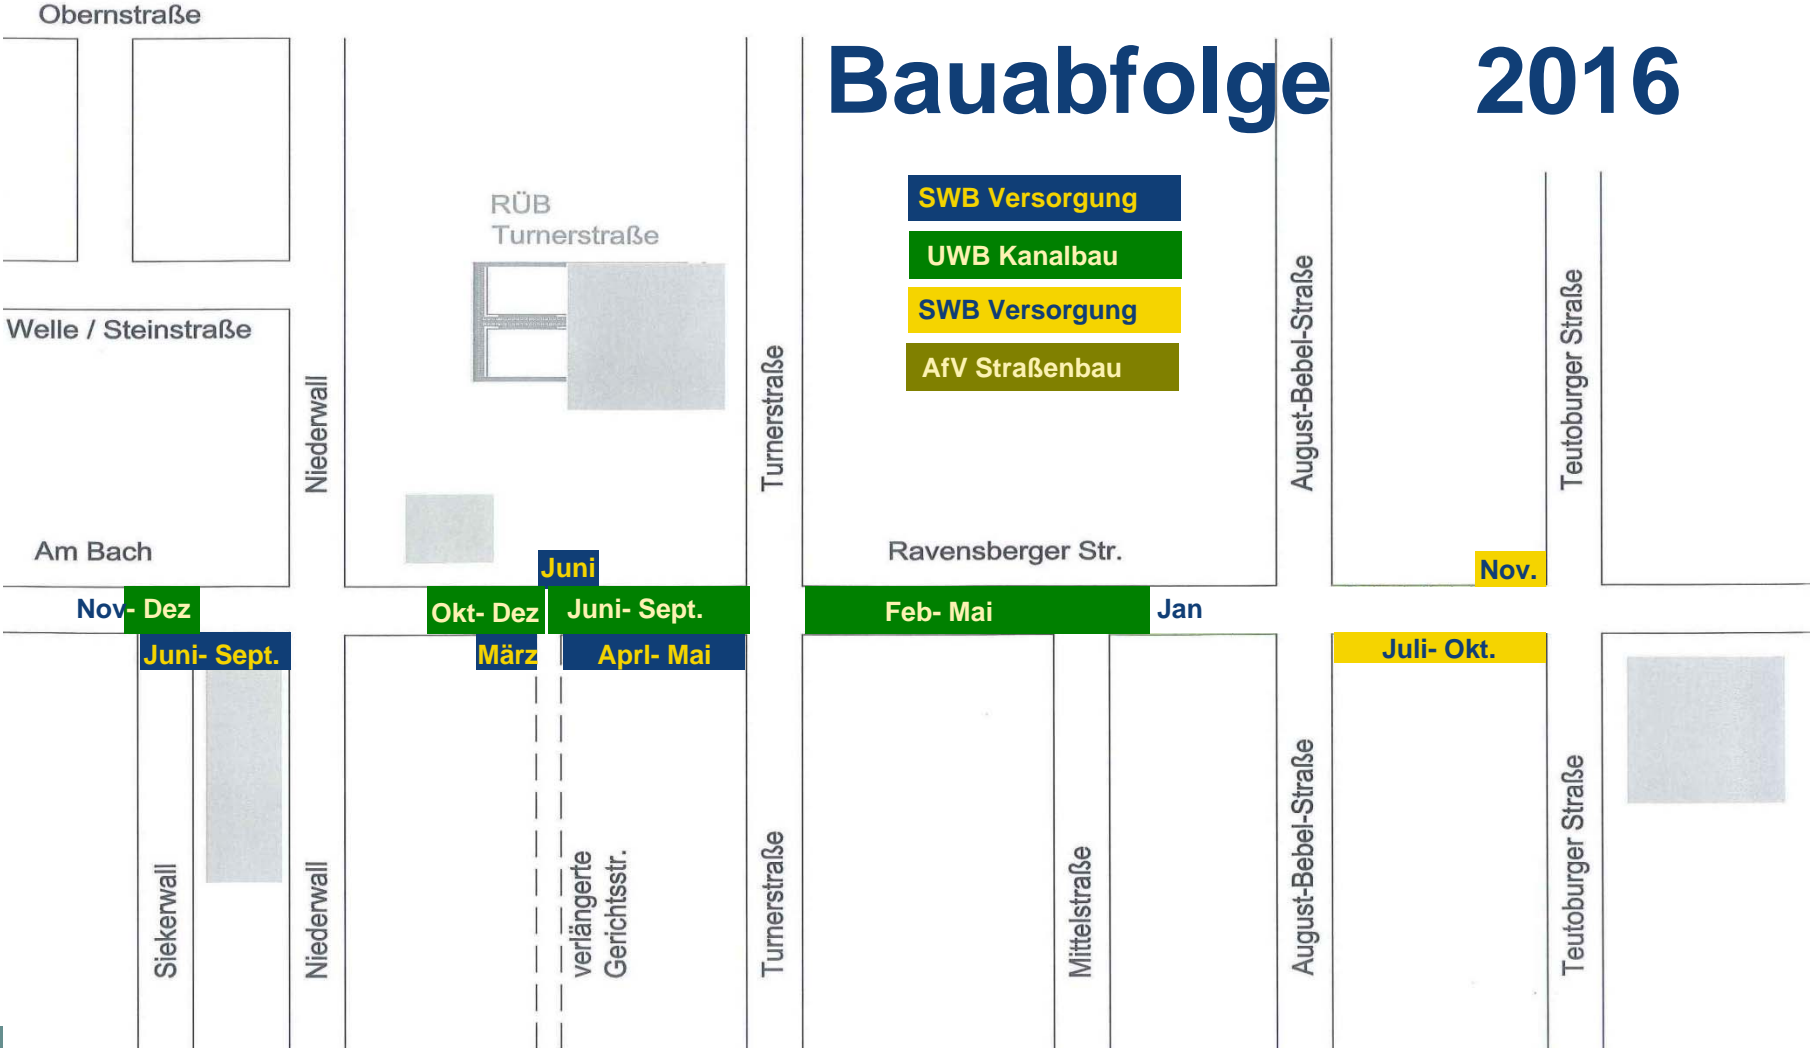 Obernstraße
Bauabfolge 2016
RÜB
Turnerstraße
SWB Versorgung
UWB Kanalbau
SWB Versorgung
AfV Straßenbau
Welle / Steinstraße
Niederwall
Turnerstraße
August-Bebel-Straße
Teutoburger Straße
Am Bach
Ravensberger Str.
Juni
Nov.
Nov- Dez
Okt- Dez
Juni- Sept.
Feb- Mai
Jan
Juni- Sept.
März
Aprl- Mai
Juli- Okt.
Siekerwall
Niederwall
verlängerte
Gerichtsstr.
Turnerstraße
Mittelstraße
August-Bebel-Straße
Teutoburger Straße